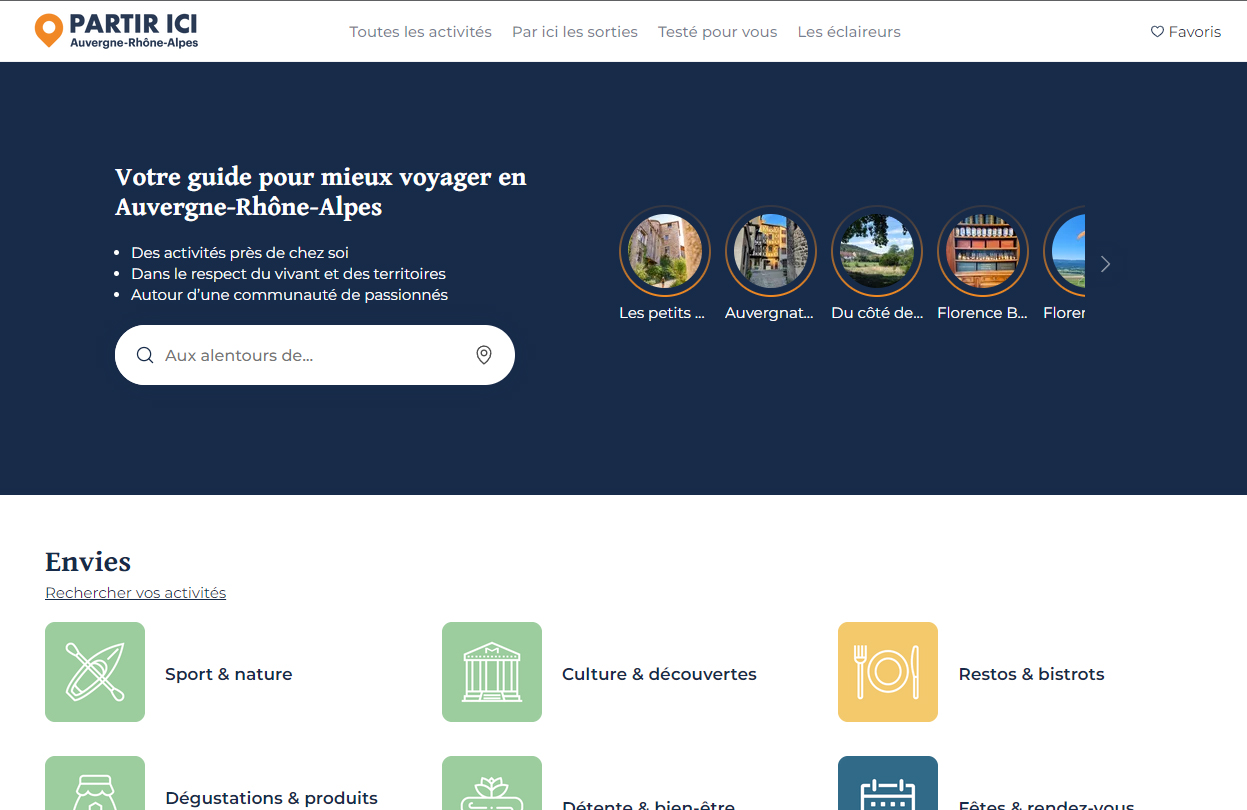 PARTIR ICI
Auvergne-Rhône-Alpes
Toutes les activités
Par ici les sorties
Testé pour vous
Les éclaireurs
Favoris
Votre guide pour mieux voyager en
Auvergne-Rhône-Alpes
Des activités près de chez soi
Dans le respect du vivant et des territoires
Autour d’une communauté de passionnés
Aux alentours de...
Les petits ...
Auvergnat...
Du côté de...
Florence B...
Floren
Envies
Rechercher vos activités
Sport & nature
Culture & découvertes
Restos & bistrots
Dégustations & produits
Détente & bien-être
Fêtes & rendez-vous